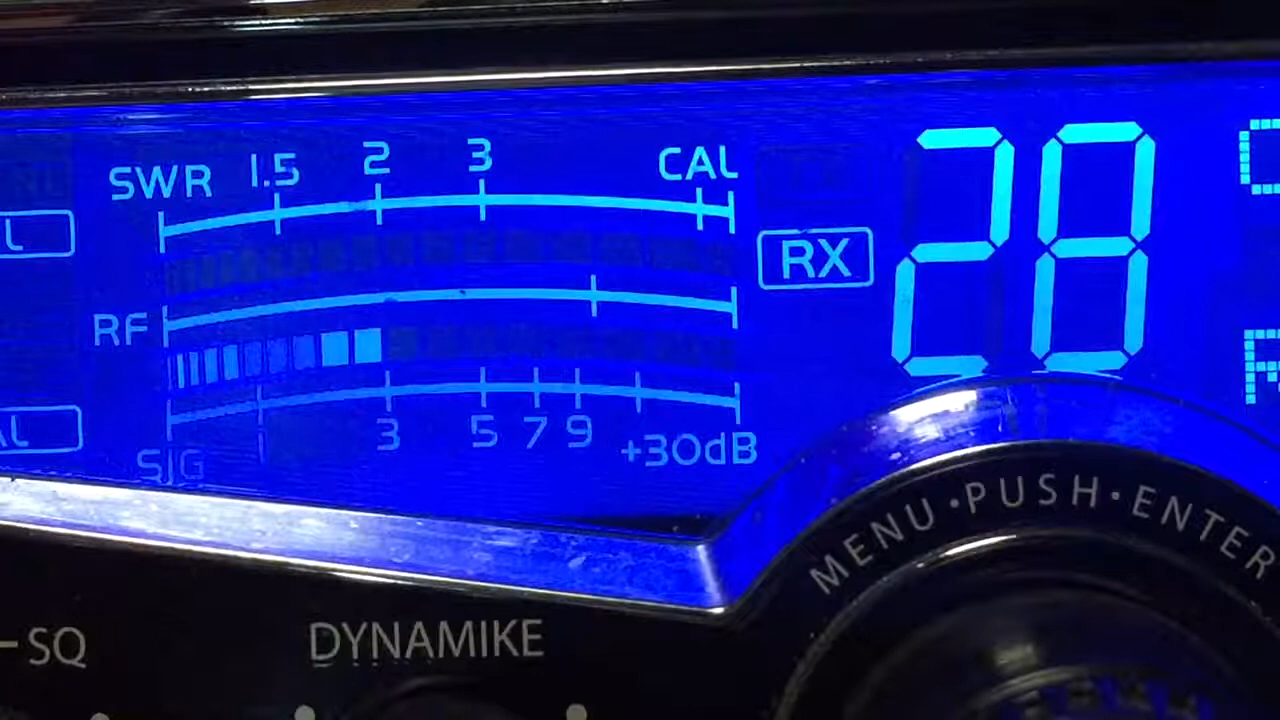 SWR 1.5 2 3 CAL
RX 28
RF
1 3 5 7 9 +30dB
SIG
MENU·PUSH·ENTER
SQ DYNAMIKE